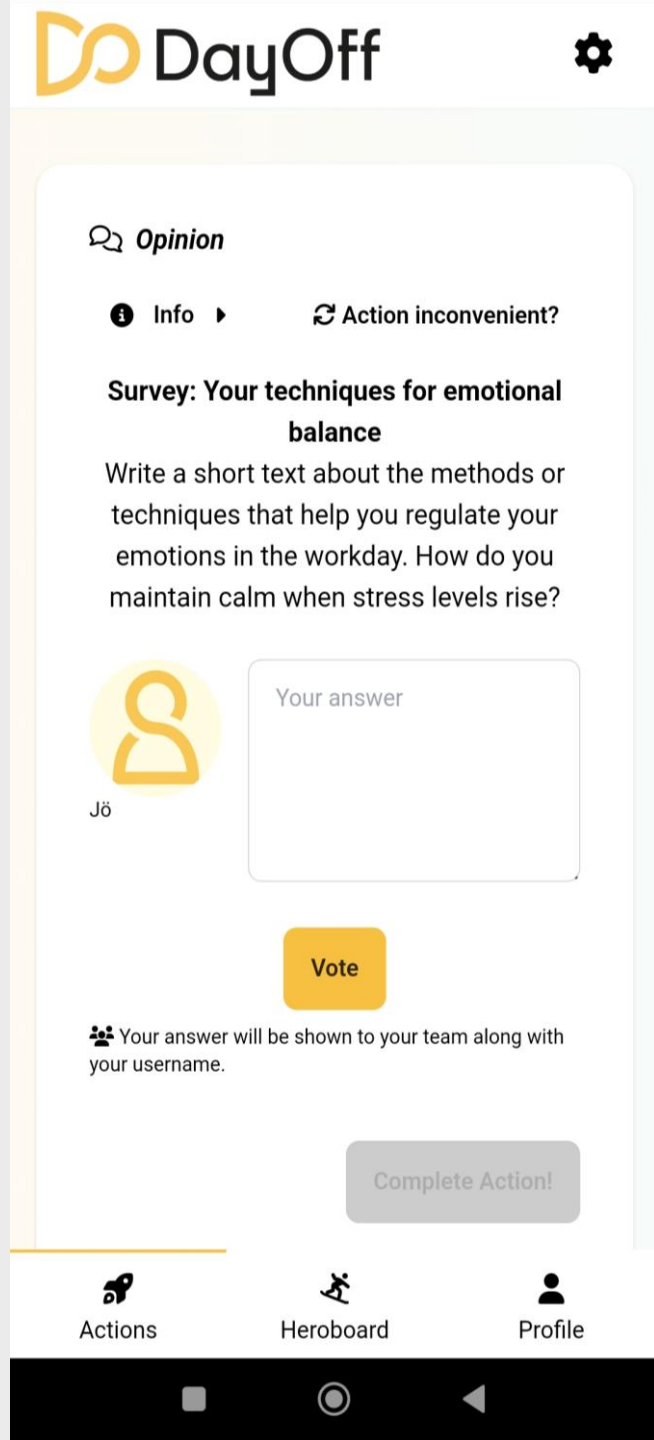 DayOff
Opinion
Info
Action inconvenient?
Survey: Your techniques for emotional
balance
Write a short text about the methods or
techniques that help you regulate your
emotions in the workday. How do you
maintain calm when stress levels rise?
Your answer
Jö
Vote
Your answer will be shown to your team along with
your username.
Complete Action!
Actions
Heroboard
Profile